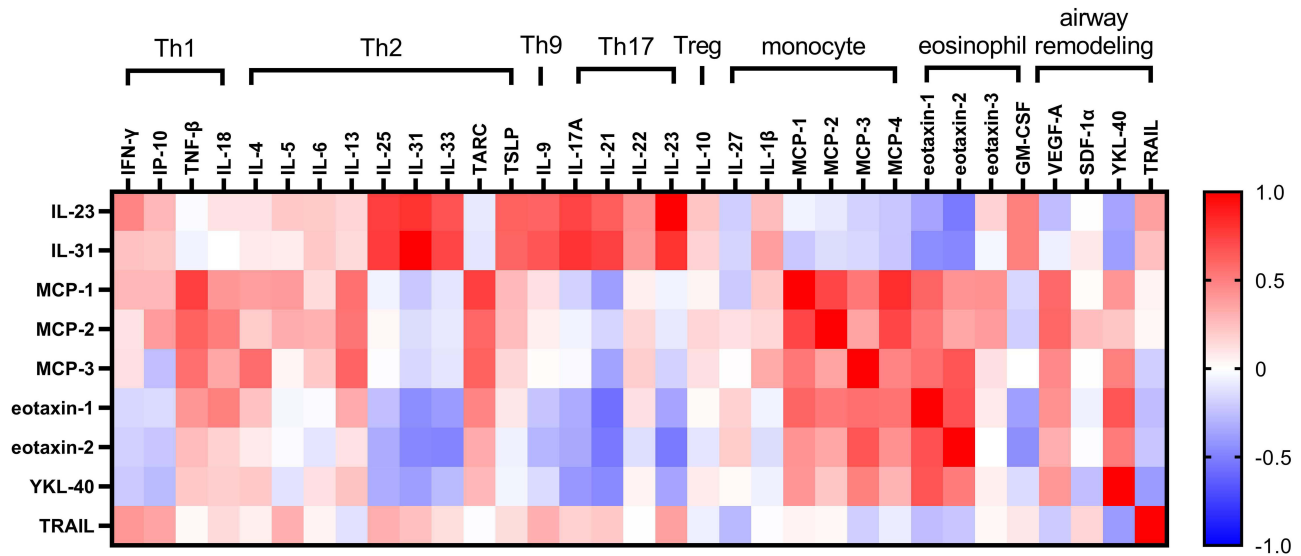 airway
Th1 Th2 Th9 Th17 Treg monocyte eosinophil remodeling
IFN-γ
IP-10
TNF-β
IL-18
IL-4
IL-5
IL-6
IL-13
IL-25
IL-31
IL-33
TARC
TSLP
IL-9
IL-17A
IL-21
IL-22
IL-23
IL-10
IL-27
IL-1β
MCP-1
MCP-2
MCP-3
MCP-4
eotaxin-1
eotaxin-2
eotaxin-3
GM-CSF
VEGF-A
SDF-1α
YKL-40
TRAIL
IL-23
IL-31
MCP-1
MCP-2
MCP-3
eotaxin-1
eotaxin-2
YKL-40
TRAIL
1.0
0.5
0
-0.5
-1.0